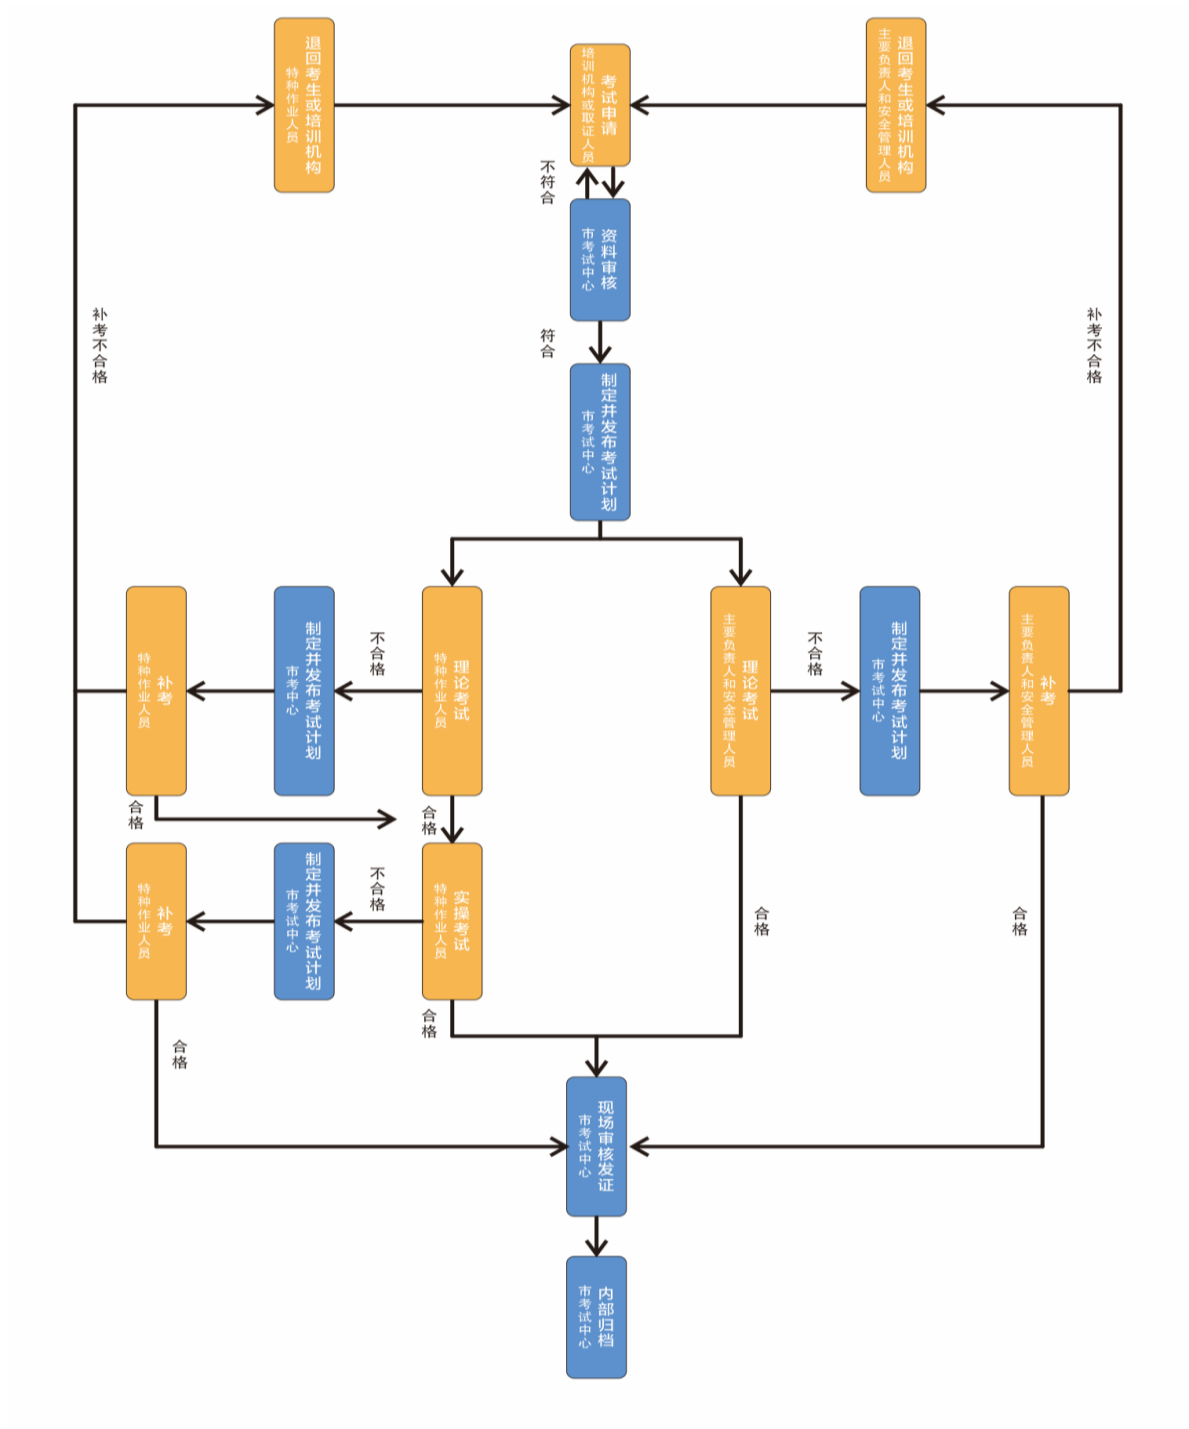 退回考生或培训机构
特种作业人员
考试申请
培训机构或取证人员
退回考生或培训机构
主要负责人和安全管理人员
不符合
资料审核
市考试中心
补考不合格
符合
补考不合格
制定并发布考试计划
市考试中心
补考
特种作业人员
制定并发布考试计划
市考中心
不合格
理论考试
特种作业人员
理论考试
主要负责人和安全管理人员
不合格
制定并发布考试计划
市考试中心
补考
主要负责人和安全管理人员
合格
合格
补考
特种作业人员
制定并发布考试计划
市考试中心
不合格
实操考试
特种作业人员
合格
合格
合格
合格
现场审核发证
市考试中心
内部归档
市考试中心